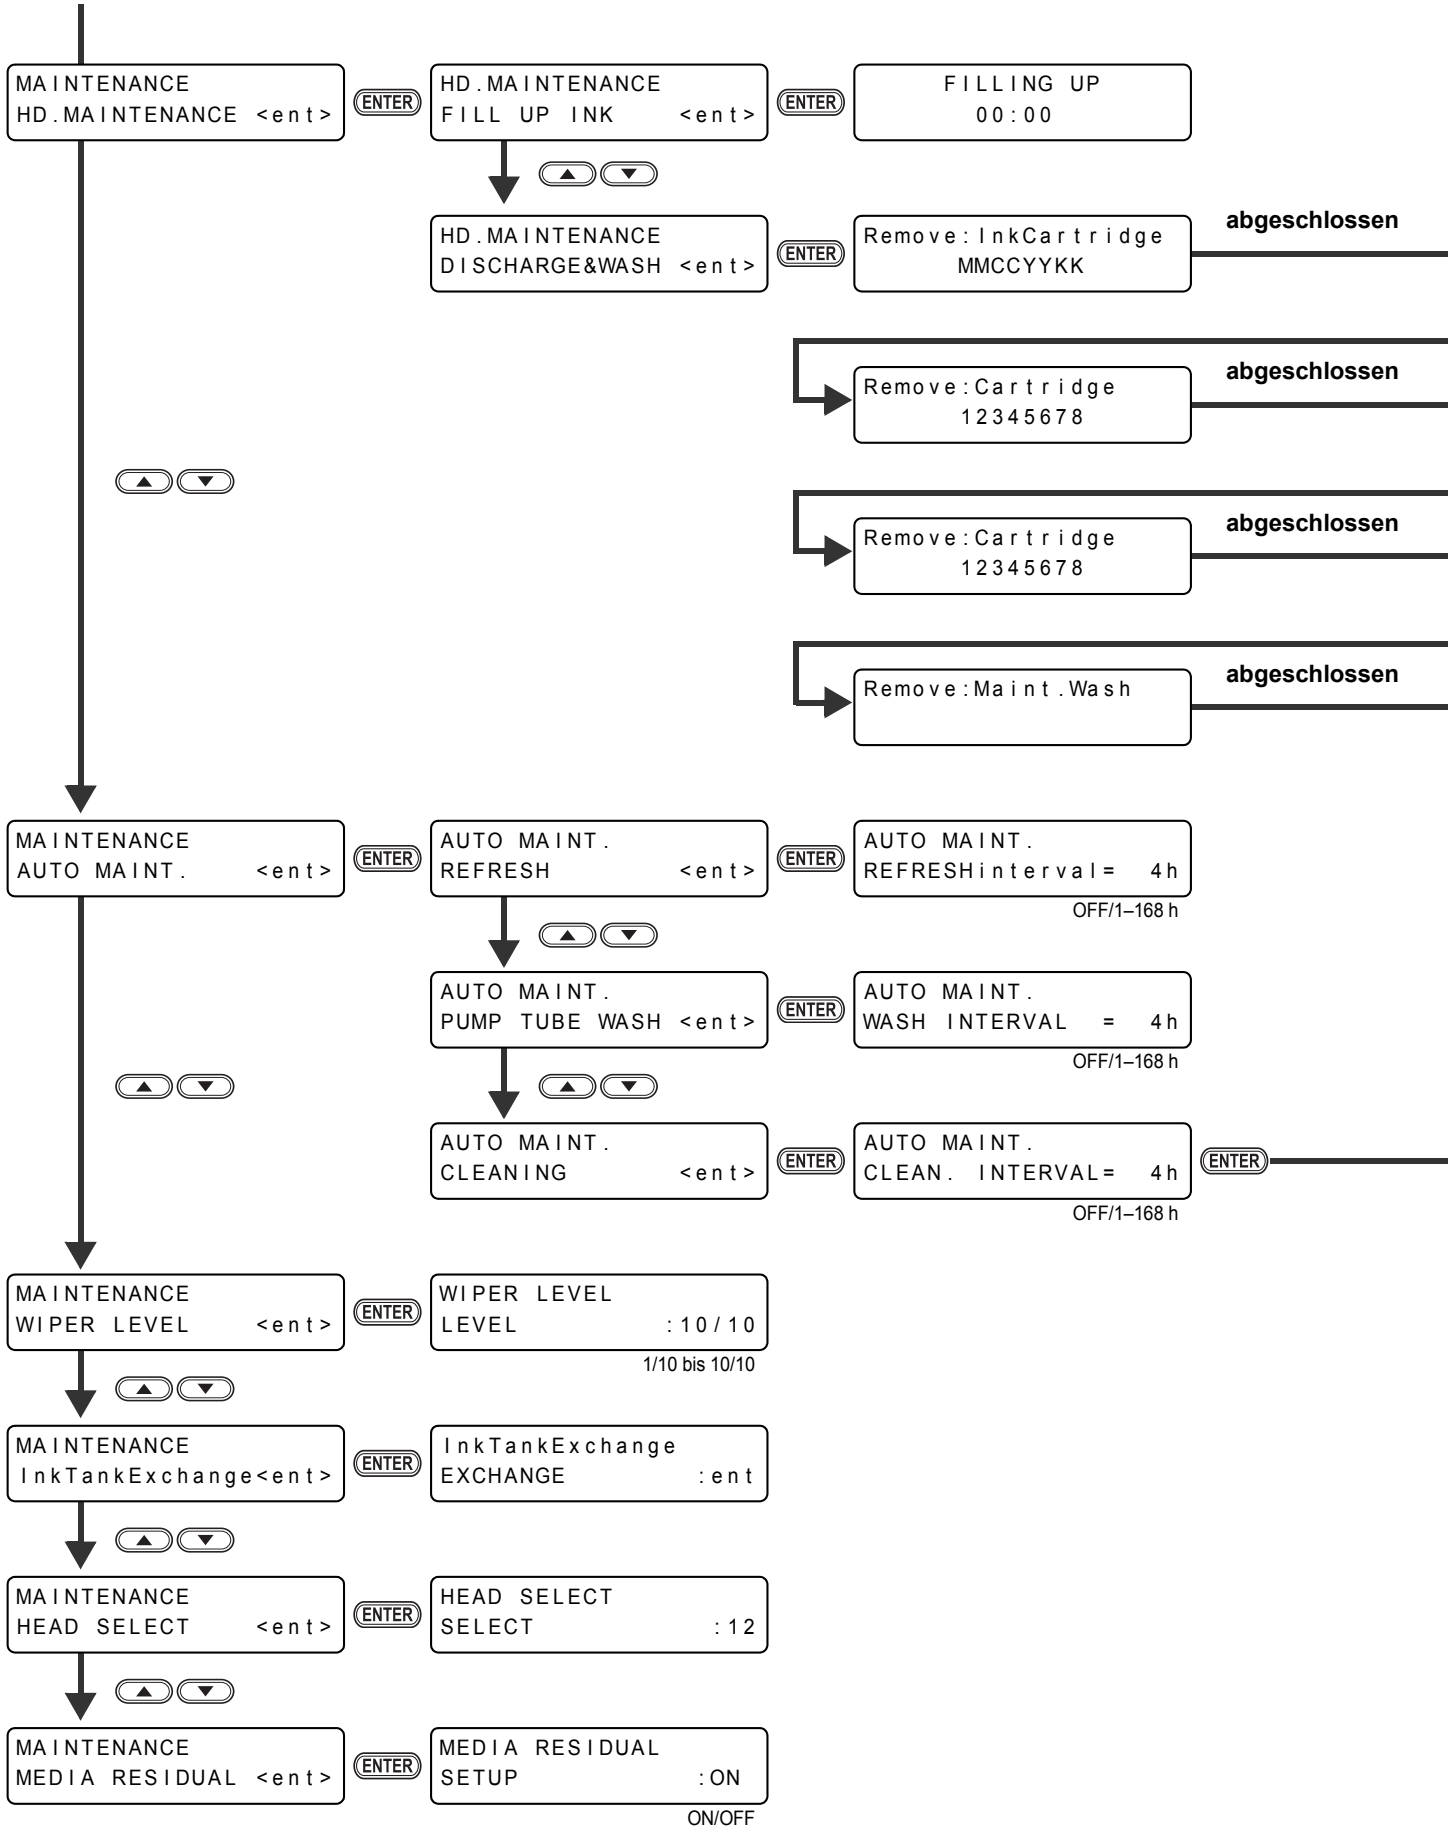 MAINTENANCE
HD.MAINTENANCE <ent>
ENTER
HD.MAINTENANCE
FILL UP INK <ent>
ENTER
FILLING UP
00:00
HD.MAINTENANCE
DISCHARGE&WASH <ent>
ENTER
Remove:InkCartridge
MMCCYYKK
abgeschlossen
Remove:Cartridge
12345678
abgeschlossen
Remove:Cartridge
12345678
abgeschlossen
Remove:Maint.Wash
abgeschlossen
MAINTENANCE
AUTO MAINT. <ent>
ENTER
AUTO MAINT.
REFRESH <ent>
ENTER
AUTO MAINT.
REFRESHinterval= 4h
OFF/1–168 h
AUTO MAINT.
PUMP TUBE WASH <ent>
ENTER
AUTO MAINT.
WASH INTERVAL = 4h
OFF/1–168 h
AUTO MAINT.
CLEANING <ent>
ENTER
AUTO MAINT.
CLEAN. INTERVAL= 4h
ENTER
OFF/1–168 h
MAINTENANCE
WIPER LEVEL <ent>
ENTER
WIPER LEVEL
LEVEL :10/10
1/10 bis 10/10
MAINTENANCE
InkTankExchange<ent>
ENTER
InkTankExchange
EXCHANGE :ent
MAINTENANCE
HEAD SELECT <ent>
ENTER
HEAD SELECT
SELECT :12
MAINTENANCE
MEDIA RESIDUAL <ent>
ENTER
MEDIA RESIDUAL
SETUP :ON
ON/OFF